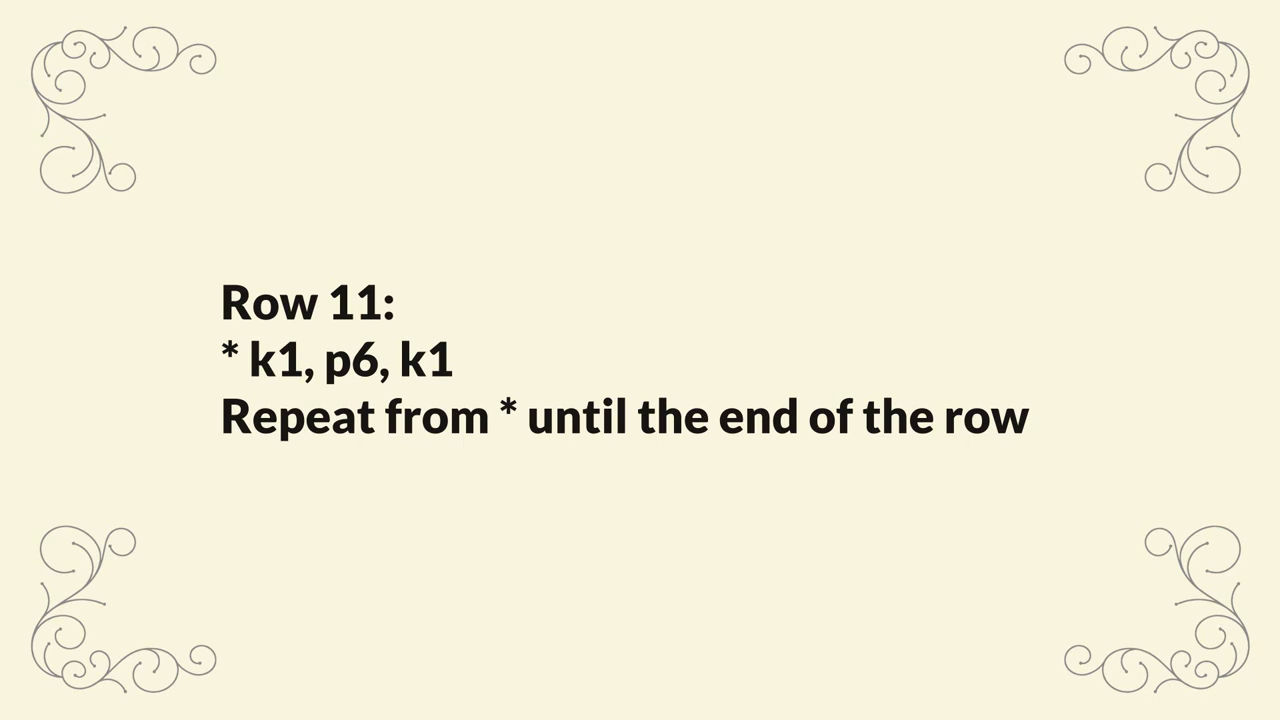 Row 11:
* k1, p6, k1
Repeat from * until the end of the row